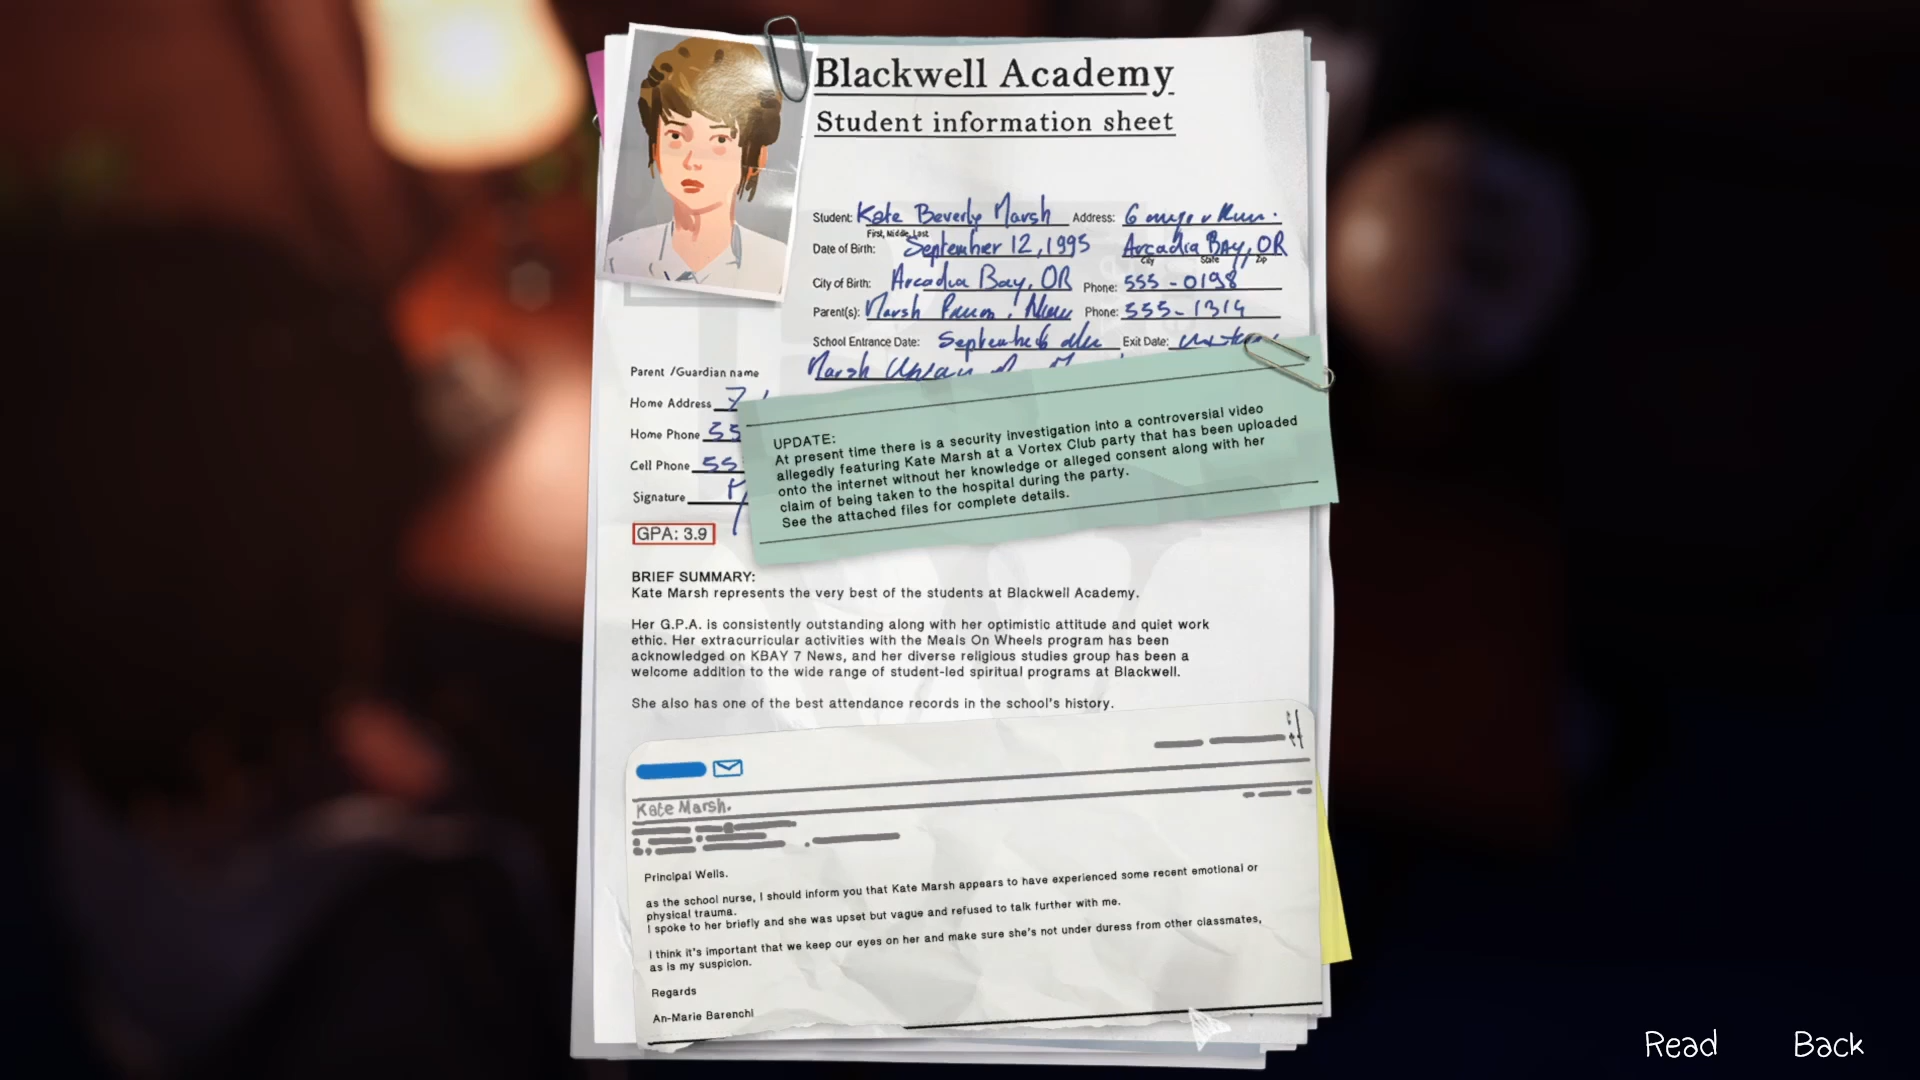 Blackwell Academy
Student information sheet
Student: Kate Beverly Marsh Address:
First, Middle, Last
Date of Birth: September 12, 1995 Arcadia Bay, OR
City State Zip
City of Birth: Arcadia Bay, OR Phone: 555-0198
Parent(s): Marsh Phone: 555-1314
School Entrance Date: September Exit Date:
Parent /Guardian name Marsh
Home Address 7
Home Phone 55
Cell Phone 55
Signature
GPA: 3.9
UPDATE:
At present time there is a security investigation into a controversial video
allegedly featuring Kate Marsh at a Vortex Club party that has been uploaded
onto the internet without her knowledge or alleged consent along with her
claim of being taken to the hospital during the party.
See the attached files for complete details.
BRIEF SUMMARY:
Kate Marsh represents the very best of the students at Blackwell Academy.
Her G.P.A. is consistently outstanding along with her optimistic attitude and quiet work
ethic. Her extracurricular activities with the Meals On Wheels program has been
acknowledged on KBAY 7 News, and her diverse religious studies group has been a
welcome addition to the wide range of student-led spiritual programs at Blackwell.
She also has one of the best attendance records in the school's history.
Kate Marsh.
Principal Wells.
as the school nurse, I should inform you that Kate Marsh appears to have experienced some recent emotional or
physical trauma.
I spoke to her briefly and she was upset but vague and refused to talk further with me.
I think it's important that we keep our eyes on her and make sure she's not under duress from other classmates,
as is my suspicion.
Regards
An-Marie Barenchi
Read Back